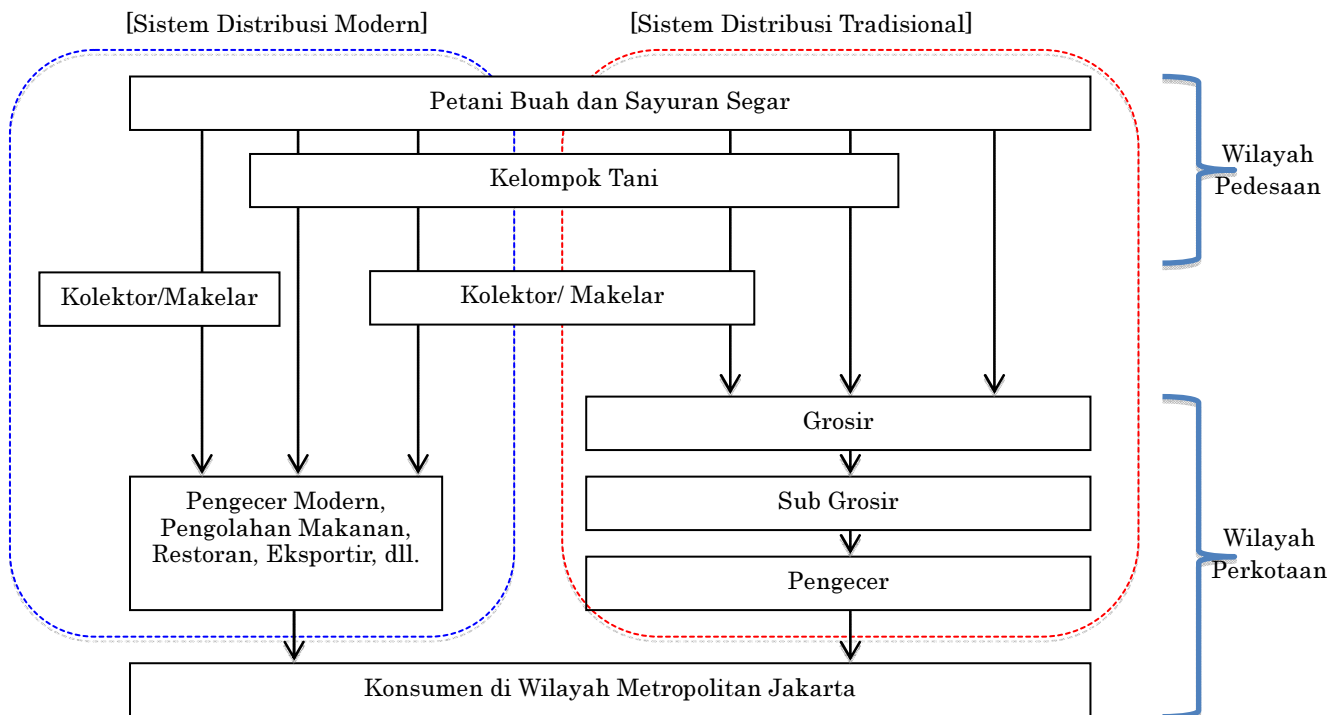 [Sistem Distribusi Modern]
[Sistem Distribusi Tradisional]
Petani Buah dan Sayuran Segar
Kelompok Tani
Wilayah
Pedesaan
Kolektor/Makelar
Kolektor/ Makelar
Grosir
Pengecer Modern,
Pengolahan Makanan,
Restoran, Eksportir, dll.
Sub Grosir
Pengecer
Wilayah
Perkotaan
Konsumen di Wilayah Metropolitan Jakarta